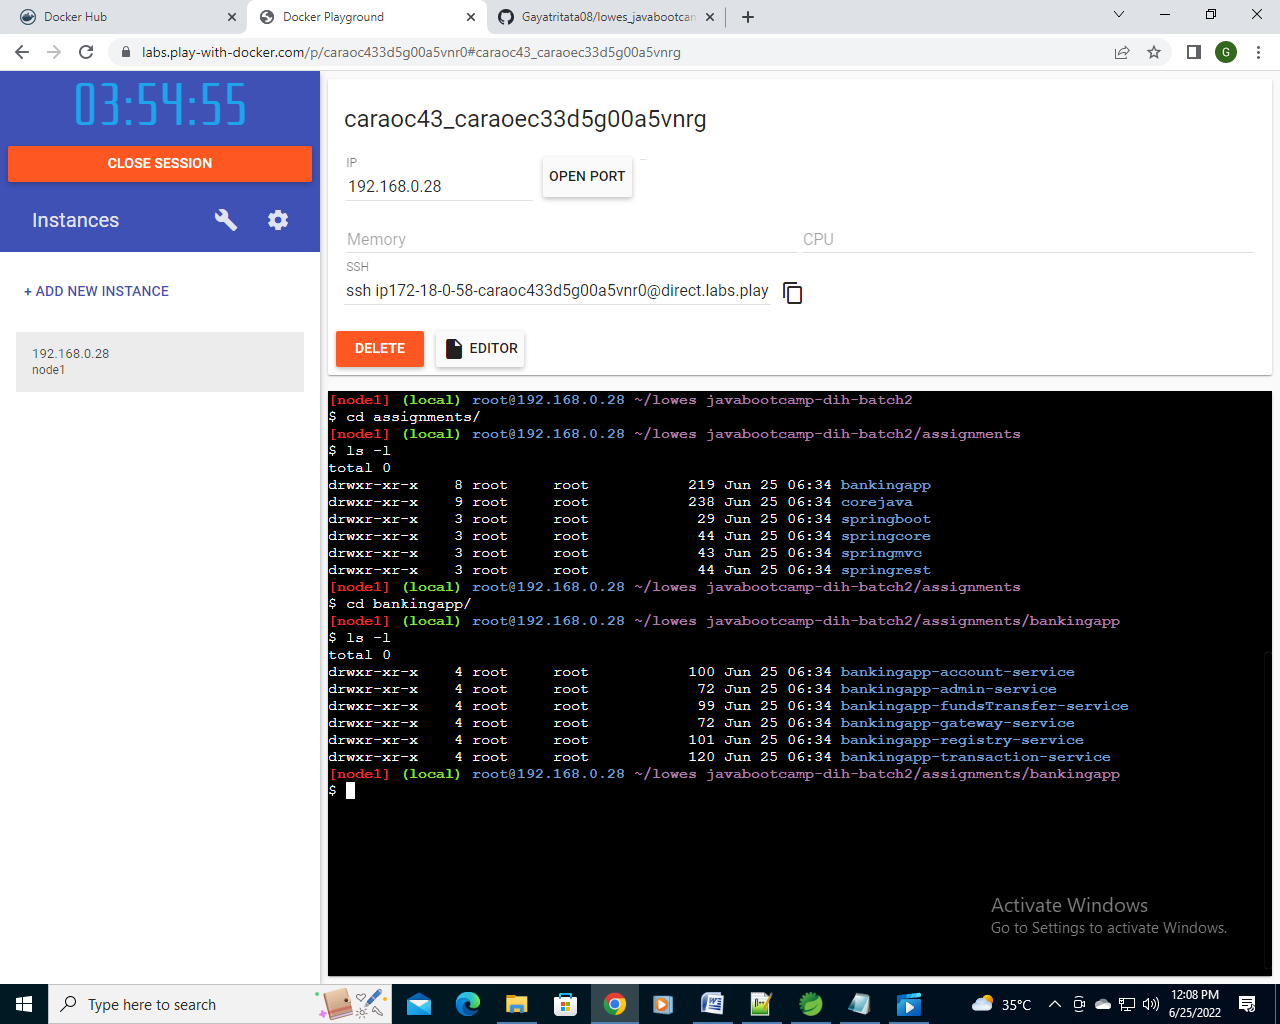 Docker Hub
Docker Playground
Gayatritata08/lowes_javabootcam
labs.play-with-docker.com/p/caraoc433d5g00a5vnr0#caraoc43_caraoec33d5g00a5vnrg
G
03:54:55
CLOSE SESSION
Instances
+ ADD NEW INSTANCE
192.168.0.28
node1
caraoc43_caraoec33d5g00a5vnrg
IP
192.168.0.28
OPEN PORT
Memory
CPU
SSH
ssh ip172-18-0-58-caraoc433d5g00a5vnr0@direct.labs.play
DELETE
EDITOR
[node1] (local) root@192.168.0.28 ~/lowes javabootcamp-dih-batch2
$ cd assignments/
[node1] (local) root@192.168.0.28 ~/lowes javabootcamp-dih-batch2/assignments
$ ls -l
total 0
drwxr-xr-x 8 root root 219 Jun 25 06:34 bankingapp
drwxr-xr-x 9 root root 238 Jun 25 06:34 corejava
drwxr-xr-x 3 root root 29 Jun 25 06:34 springboot
drwxr-xr-x 3 root root 44 Jun 25 06:34 springcore
drwxr-xr-x 3 root root 43 Jun 25 06:34 springmvc
drwxr-xr-x 3 root root 44 Jun 25 06:34 springrest
[node1] (local) root@192.168.0.28 ~/lowes javabootcamp-dih-batch2/assignments
$ cd bankingapp/
[node1] (local) root@192.168.0.28 ~/lowes javabootcamp-dih-batch2/assignments/bankingapp
$ ls -l
total 0
drwxr-xr-x 4 root root 100 Jun 25 06:34 bankingapp-account-service
drwxr-xr-x 4 root root 72 Jun 25 06:34 bankingapp-admin-service
drwxr-xr-x 4 root root 99 Jun 25 06:34 bankingapp-fundsTransfer-service
drwxr-xr-x 4 root root 72 Jun 25 06:34 bankingapp-gateway-service
drwxr-xr-x 4 root root 101 Jun 25 06:34 bankingapp-registry-service
drwxr-xr-x 4 root root 120 Jun 25 06:34 bankingapp-transaction-service
[node1] (local) root@192.168.0.28 ~/lowes javabootcamp-dih-batch2/assignments/bankingapp
$
Activate Windows
Go to Settings to activate Windows.
Type here to search
35°C
12:08 PM
6/25/2022